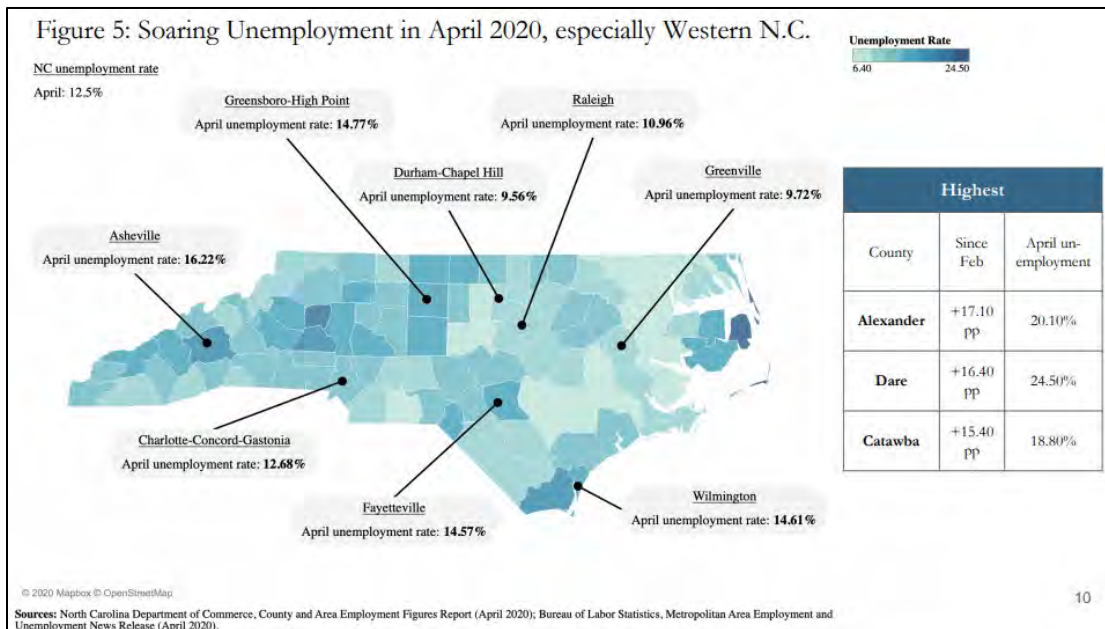 Figure 5: Soaring Unemployment in April 2020, especially Western N.C.
Unemployment Rate
6.40 24.50
NC unemployment rate
April: 12.5%
Greensboro-High Point
April unemployment rate: 14.77%
Raleigh
April unemployment rate: 10.96%
Durham-Chapel Hill
April unemployment rate: 9.56%
Greenville
April unemployment rate: 9.72%
Asheville
April unemployment rate: 16.22%
Charlotte-Concord-Gastonia
April unemployment rate: 12.68%
Fayetteville
April unemployment rate: 14.57%
Wilmington
April unemployment rate: 14.61%
Highest
County Since Feb April un-employment
Alexander +17.10 pp 20.10%
Dare +16.40 pp 24.50%
Catawba +15.40 pp 18.80%
© 2020 Mapbox © OpenStreetMap
10
Sources: North Carolina Department of Commerce, County and Area Employment Figures Report (April 2020); Bureau of Labor Statistics, Metropolitan Area Employment and
Unemployment News Release (April 2020).